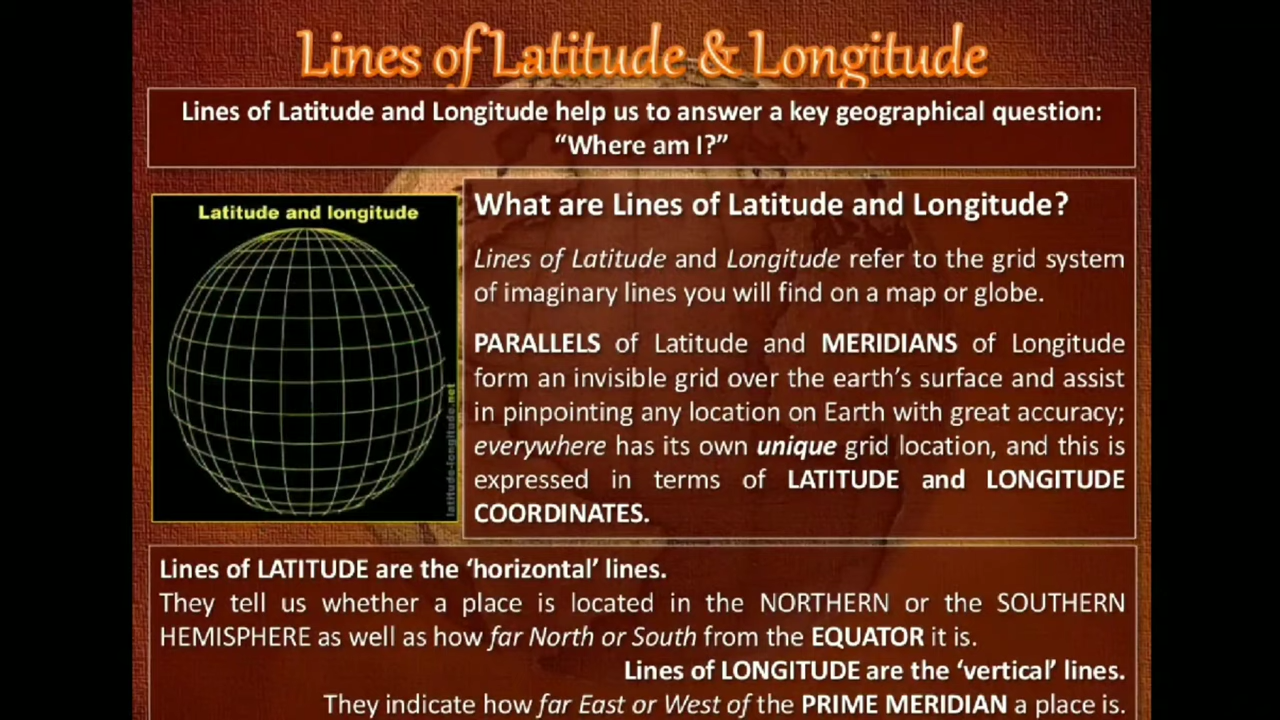 Lines of Latitude & Longitude
Lines of Latitude and Longitude help us to answer a key geographical question:
“Where am I?”
Latitude and longitude
latitude-longitude.net
What are Lines of Latitude and Longitude?
Lines of Latitude and Longitude refer to the grid system
of imaginary lines you will find on a map or globe.
PARALLELS of Latitude and MERIDIANS of Longitude
form an invisible grid over the earth’s surface and assist
in pinpointing any location on Earth with great accuracy;
everywhere has its own unique grid location, and this is
expressed in terms of LATITUDE and LONGITUDE
COORDINATES.
Lines of LATITUDE are the ‘horizontal’ lines.
They tell us whether a place is located in the NORTHERN or the SOUTHERN
HEMISPHERE as well as how far North or South from the EQUATOR it is.
Lines of LONGITUDE are the ‘vertical’ lines.
They indicate how far East or West of the PRIME MERIDIAN a place is.